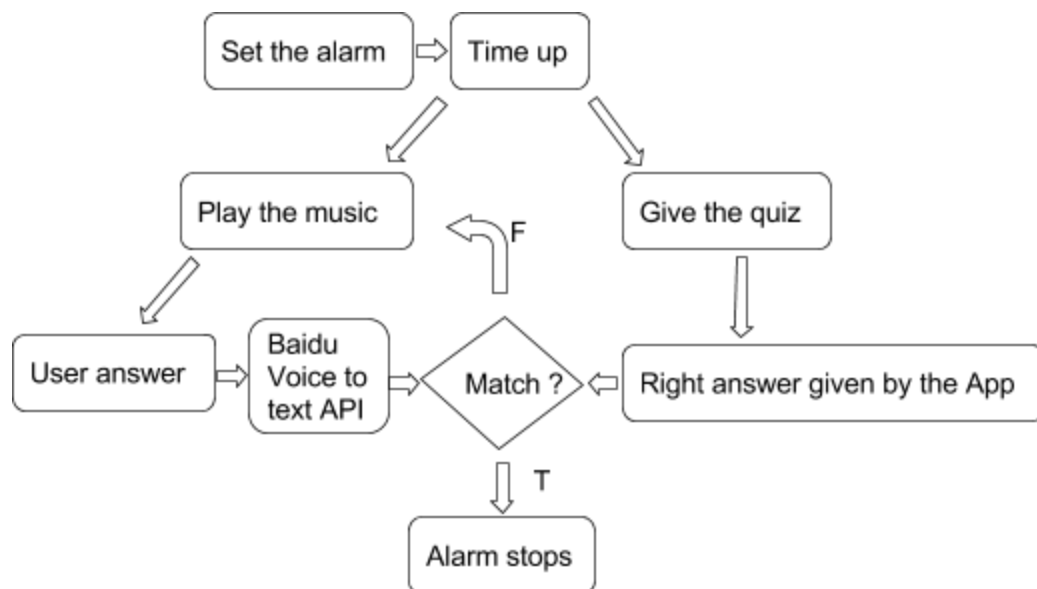 Set the alarm
Time up
Play the music
F
Give the quiz
User answer
Baidu
Voice to
text API
Match ?
Right answer given by the App
T
Alarm stops